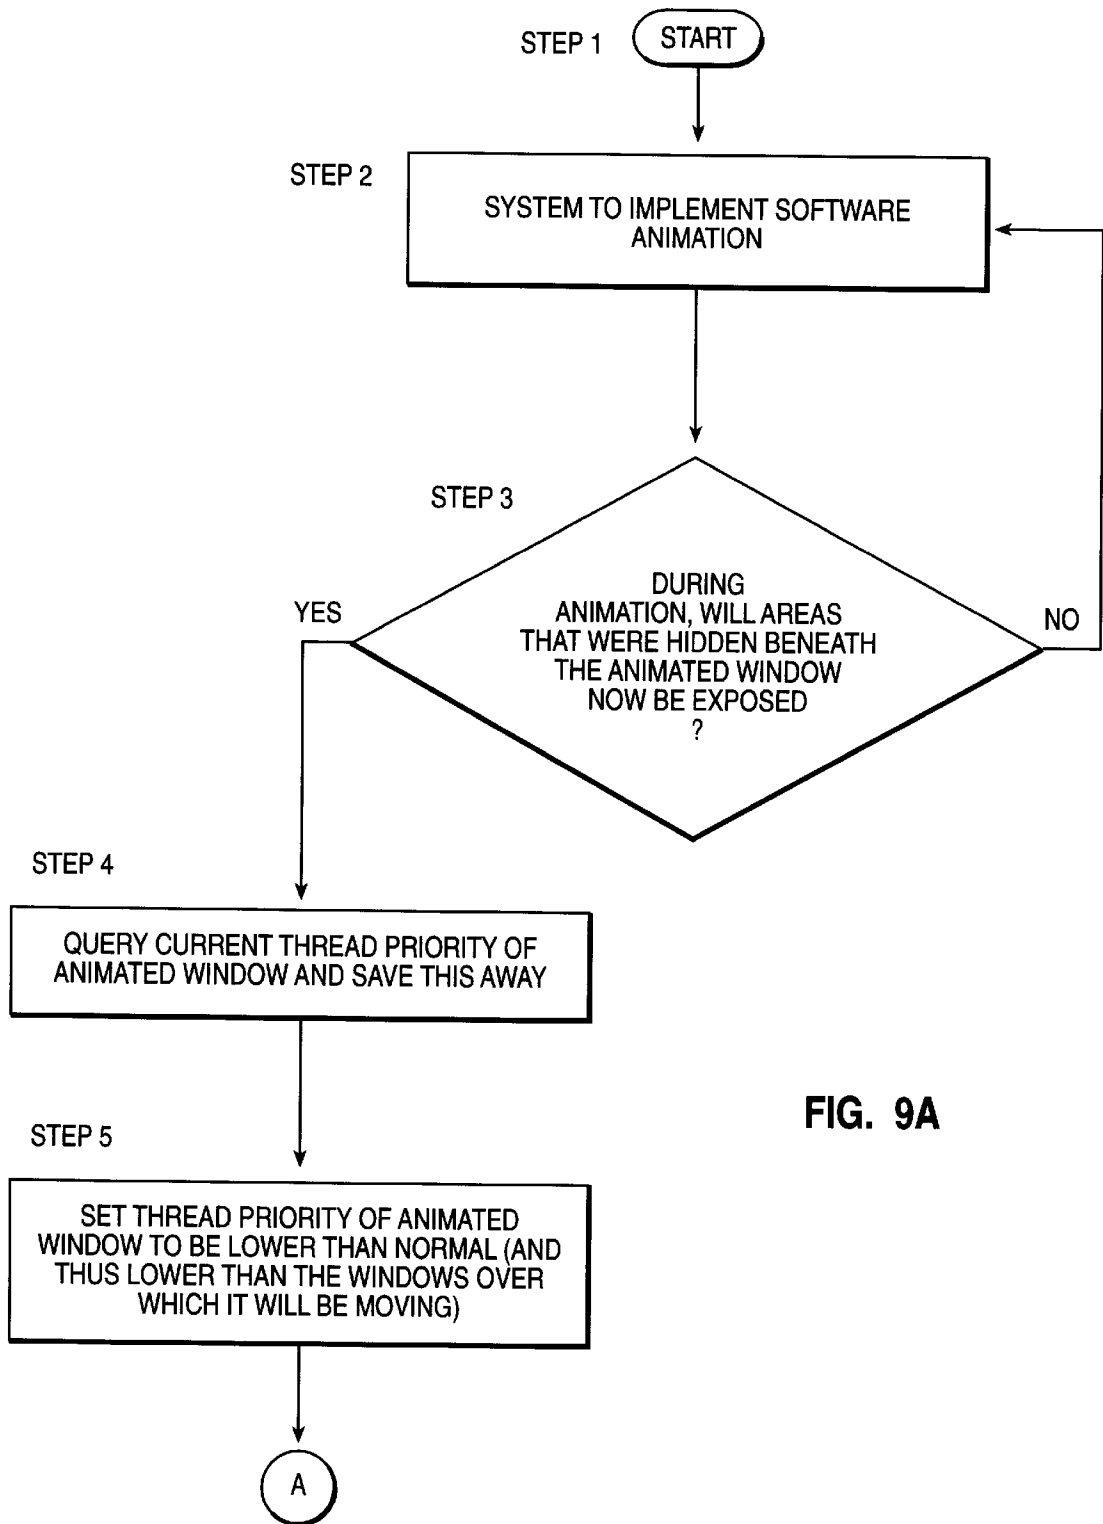 STEP 1
START
STEP 2
SYSTEM TO IMPLEMENT SOFTWARE
ANIMATION
STEP 3
DURING
ANIMATION, WILL AREAS
THAT WERE HIDDEN BENEATH
THE ANIMATED WINDOW
NOW BE EXPOSED
?
YES
NO
STEP 4
QUERY CURRENT THREAD PRIORITY OF
ANIMATED WINDOW AND SAVE THIS AWAY
STEP 5
SET THREAD PRIORITY OF ANIMATED
WINDOW TO BE LOWER THAN NORMAL (AND
THUS LOWER THAN THE WINDOWS OVER
WHICH IT WILL BE MOVING)
A
FIG. 9A